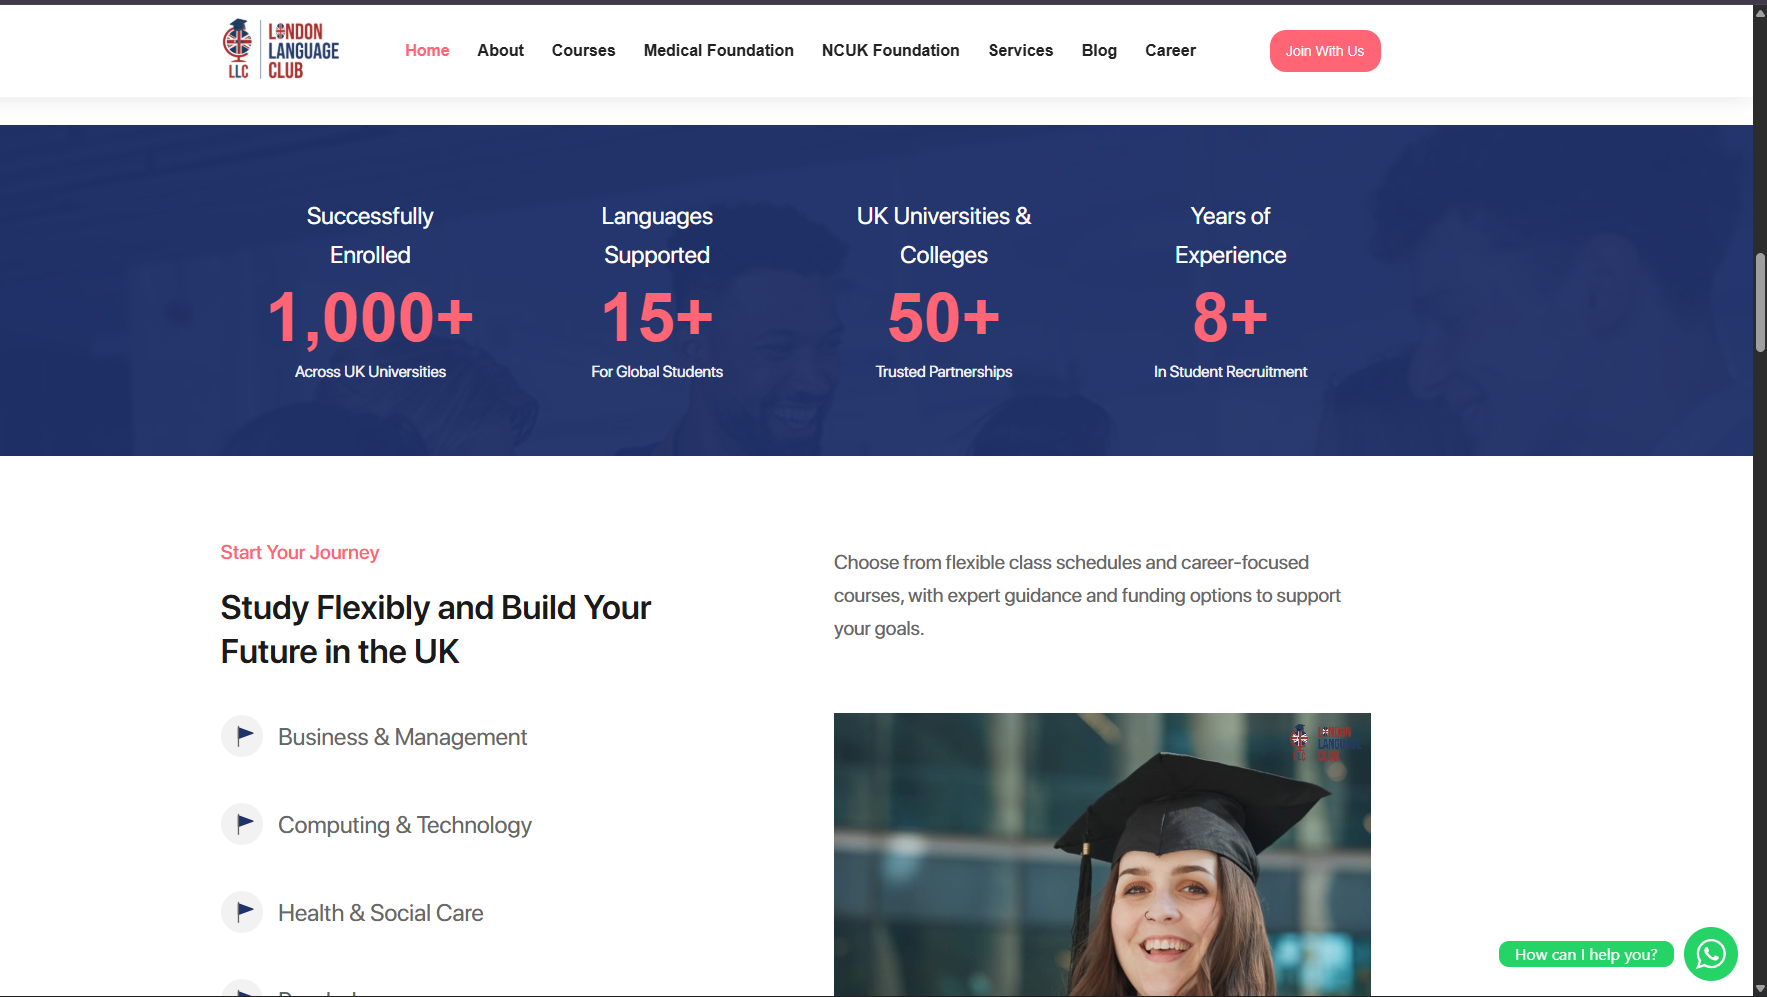 LONDON
LANGUAGE
CLUB
LLC
Home
About
Courses
Medical Foundation
NCUK Foundation
Services
Blog
Career
Join With Us
Successfully
Enrolled
1,000+
Across UK Universities
Languages
Supported
15+
For Global Students
UK Universities &
Colleges
50+
Trusted Partnerships
Years of
Experience
8+
In Student Recruitment
Start Your Journey
Study Flexibly and Build Your
Future in the UK
Choose from flexible class schedules and career-focused
courses, with expert guidance and funding options to support
your goals.
Business & Management
Computing & Technology
Health & Social Care
LONDON
LANGUAGE
CLUB
LLC
How can I help you?